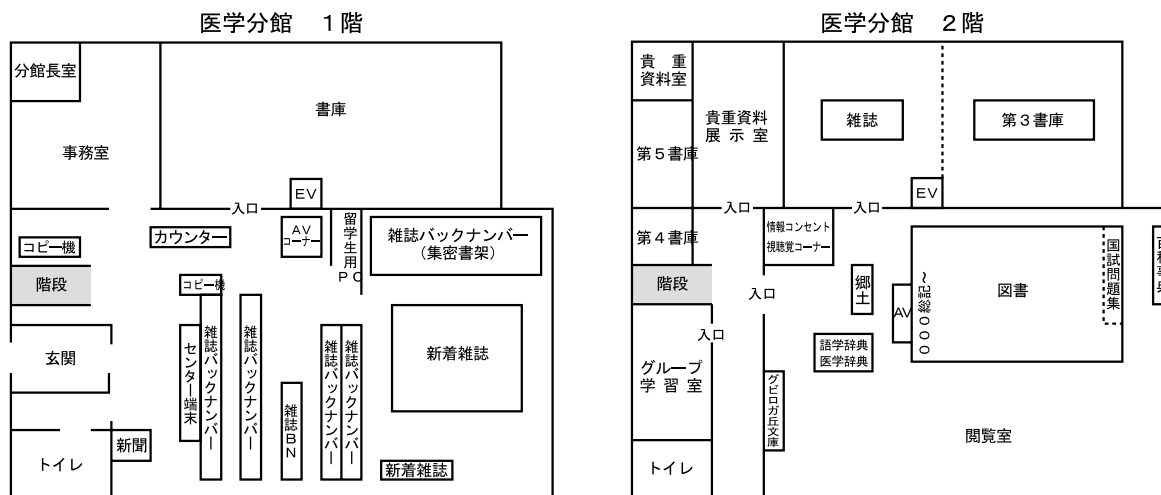 医学分館　1階
分館長室
事務室
書庫
EV
入口
コピー機
カウンター
AV
コーナー
留学生用
PC
雑誌バックナンバー
（集密書架）
階段
コピー機
玄関
センター端末
雑誌バックナンバー
雑誌バックナンバー
雑誌BN
雑誌バックナンバー
雑誌バックナンバー
新着雑誌
新着雑誌
新聞
トイレ
医学分館　2階
貴　重
資料室
第5書庫
貴重資料
展 示 室
雑誌
第3書庫
EV
入口
入口
第4書庫
情報コンセント
視聴覚コーナー
階段
入口
郷土
AV
000総記～
図書
国試問題集
百科事典
入口
語学辞典
医学辞典
グループ
学 習 室
グビロガ丘文庫
閲覧室
トイレ